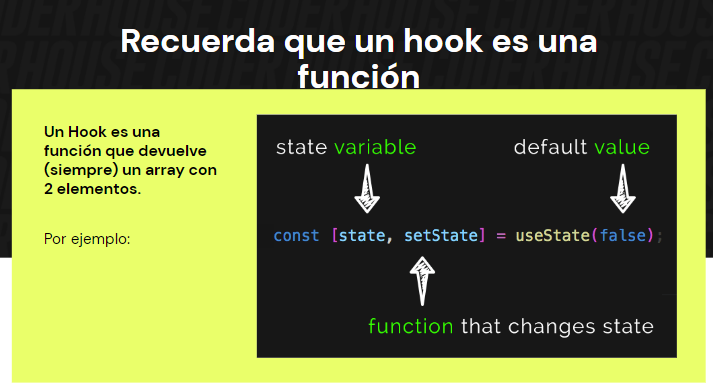 Recuerda que un hook es una
función
Un Hook es una
función que devuelve
(siempre) un array con
2 elementos.
Por ejemplo:
state variable
default value
const [state, setState] = useState(false);
function that changes state